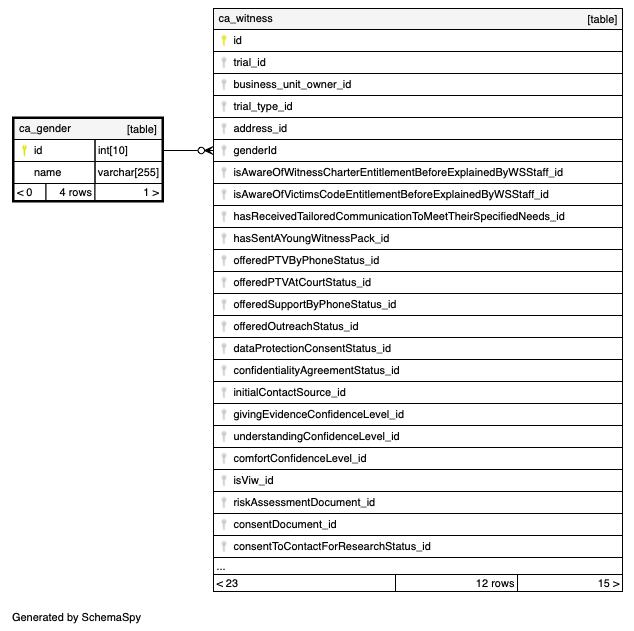 ca_gender [table]
id int[10]
name varchar[255]
< 0 4 rows 1 >
ca_witness [table]
id
trial_id
business_unit_owner_id
trial_type_id
address_id
genderId
isAwareOfWitnessCharterEntitlementBeforeExplainedByWSStaff_id
isAwareOfVictimsCodeEntitlementBeforeExplainedByWSStaff_id
hasReceivedTailoredCommunicationToMeetTheirSpecifiedNeeds_id
hasSentAYoungWitnessPack_id
offeredPTVByPhoneStatus_id
offeredPTVAtCourtStatus_id
offeredSupportByPhoneStatus_id
offeredOutreachStatus_id
dataProtectionConsentStatus_id
confidentialityAgreementStatus_id
initialContactSource_id
givingEvidenceConfidenceLevel_id
understandingConfidenceLevel_id
comfortConfidenceLevel_id
isViw_id
riskAssessmentDocument_id
consentDocument_id
consentToContactForResearchStatus_id
...
< 23 12 rows 15 >
Generated by SchemaSpy